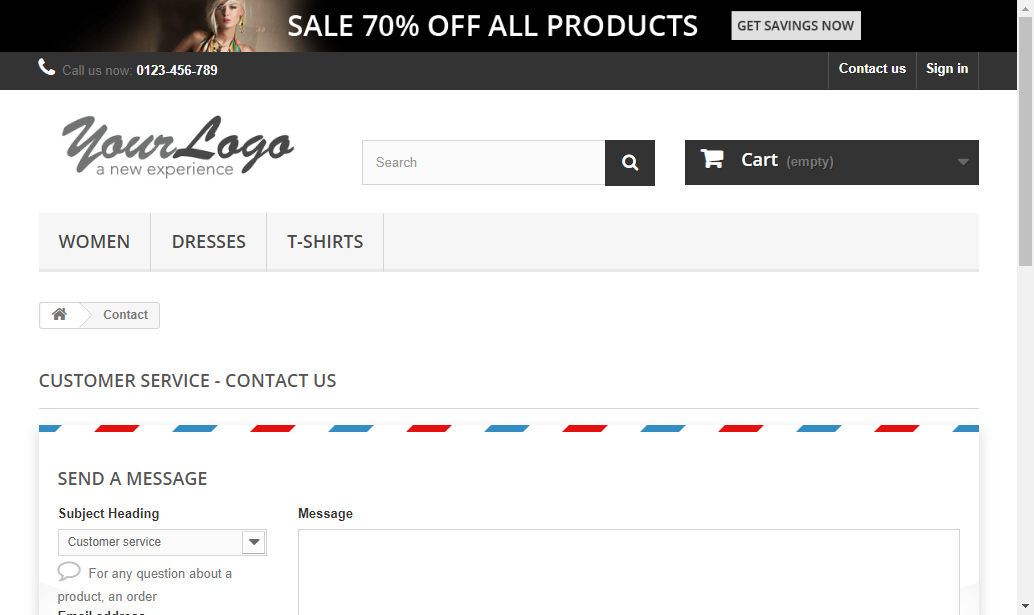 SALE 70% OFF ALL PRODUCTS
GET SAVINGS NOW
Call us now: 0123-456-789
Contact us
Sign in
YourLogo
a new experience
Search
Cart (empty)
WOMEN
DRESSES
T-SHIRTS
Contact
CUSTOMER SERVICE - CONTACT US
SEND A MESSAGE
Subject Heading
Message
Customer service
For any question about a
product, an order
Email address